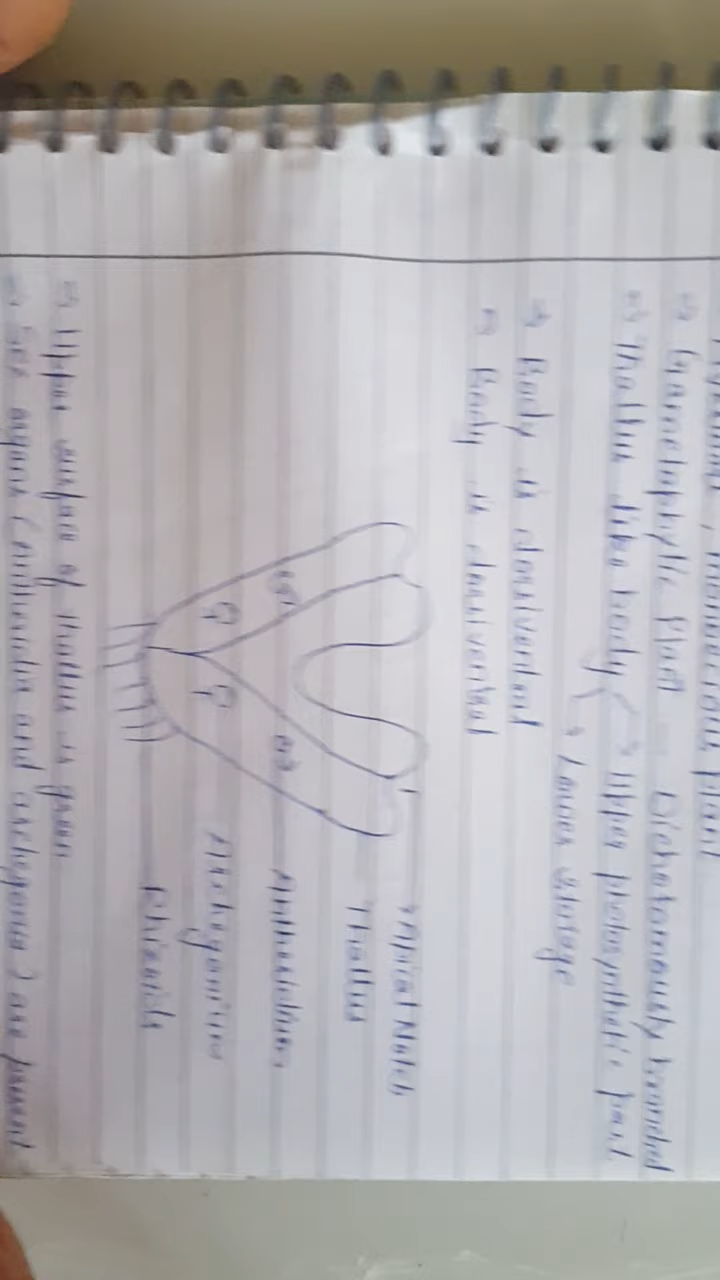 plant
⇒ Gametophytic Plant Dichotomously branched
⇒ Thallus like body Upper photosynthetic part
Lower storage
⇒ Body is dorsiventral
⇒ Body is dorsiventral
Apical Notch
Thallus
Antheridium
Archegonium
Rhizoids
⇒ Upper surface of thallus is green
⇒ Sex organs (antheridia and archegonia) are present